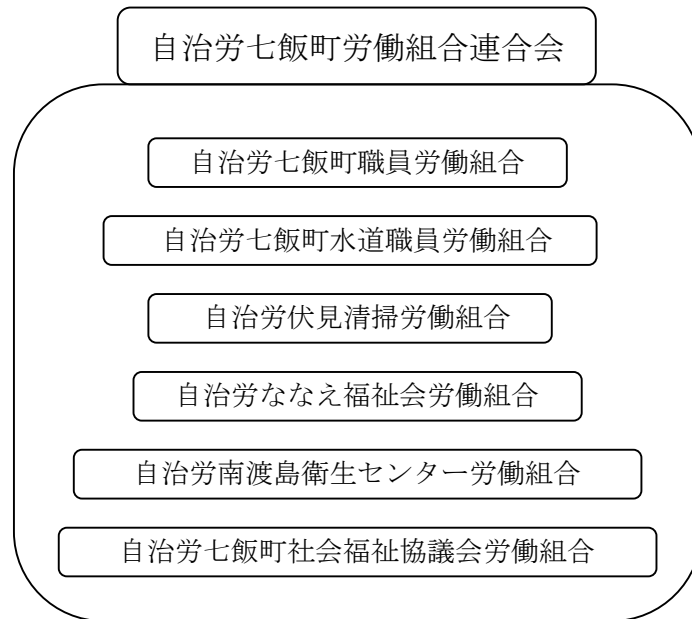 自治労七飯町労働組合連合会
自治労七飯町職員労働組合
自治労七飯町水道職員労働組合
自治労伏見清掃労働組合
自治労ななえ福祉会労働組合
自治労南渡島衛生センター労働組合
自治労七飯町社会福祉協議会労働組合